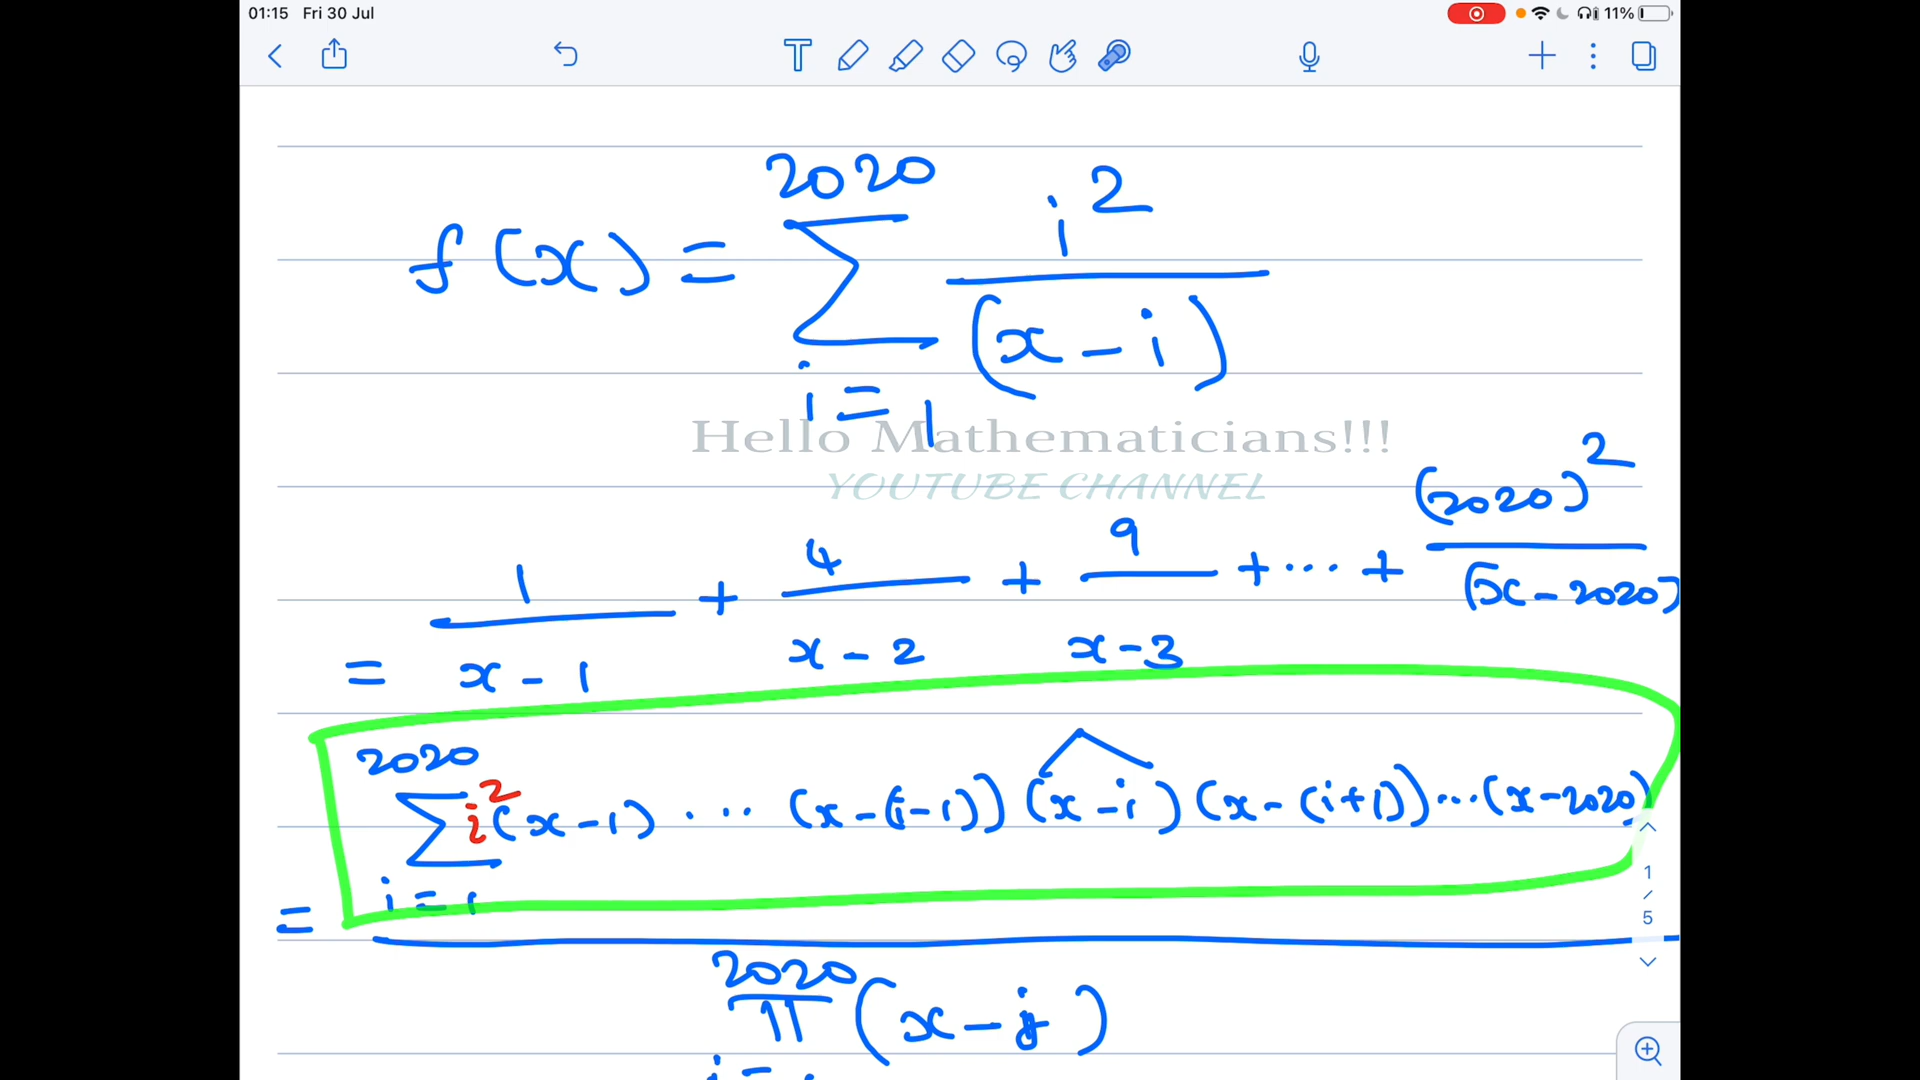 01:15 Fri 30 Jul 11%
2020
f(x) = ∑ i² / (x – i)
i = 1
Hello Mathematicians!!!
YOUTUBE CHANNEL
= 1 / x – 1 + 4 / x – 2 + 9 / x – 3 + ... + (2020)² / (x – 2020)
2020
= ∑ i² (x – 1) ... (x – (i – 1)) (x – i)^ (x – (i + 1)) ... (x – 2020)
i = 1
1
/
5
2020
π (x – j)